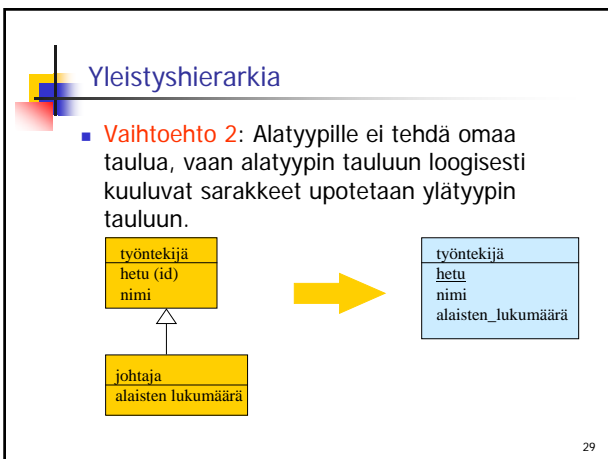 Yleistyshierarkia
Vaihtoehto 2: Alatyypille ei tehdä omaa
taulua, vaan alatyypin tauluun loogisesti
kuuluvat sarakkeet upotetaan ylätyypin
tauluun.
työntekijä
hetu (id)
nimi
johtaja
alaisten lukumäärä
työntekijä
hetu
nimi
alaisten_lukumäärä
29